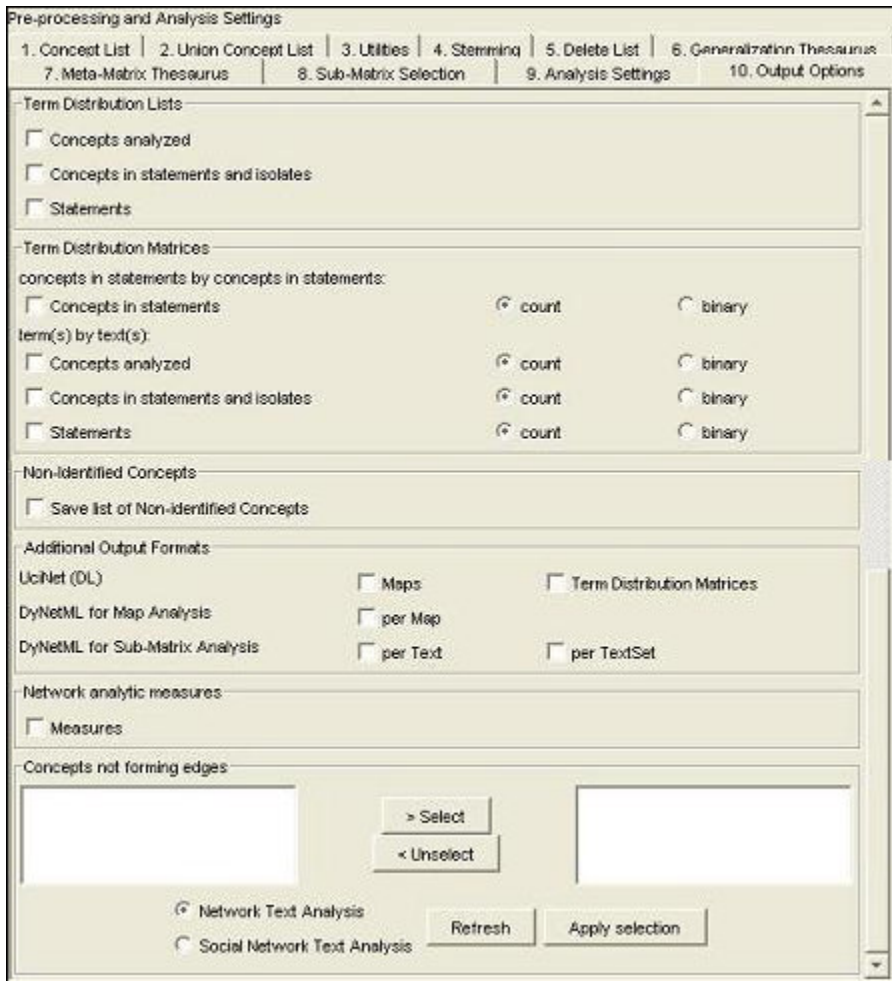 Pre-processing and Analysis Settings
1. Concept List 2. Union Concept List 3. Utilities 4. Stemming 5. Delete List 6. Generalization Thesaurus
7. Meta-Matrix Thesaurus 8. Sub-Matrix Selection 9. Analysis Settings 10. Output Options
Term Distribution Lists
Concepts analyzed
Concepts in statements and isolates
Statements
Term Distribution Matrices
concepts in statements by concepts in statements:
Concepts in statements count binary
term(s) by text(s):
Concepts analyzed count binary
Concepts in statements and isolates count binary
Statements count binary
Non-Identified Concepts
Save list of Non-identified Concepts
Additional Output Formats
UciNet (DL) Maps Term Distribution Matrices
DyNetML for Map Analysis per Map
DyNetML for Sub-Matrix Analysis per Text per TextSet
Network analytic measures
Measures
Concepts not forming edges
> Select
< Unselect
Network Text Analysis
Social Network Text Analysis
Refresh Apply selection